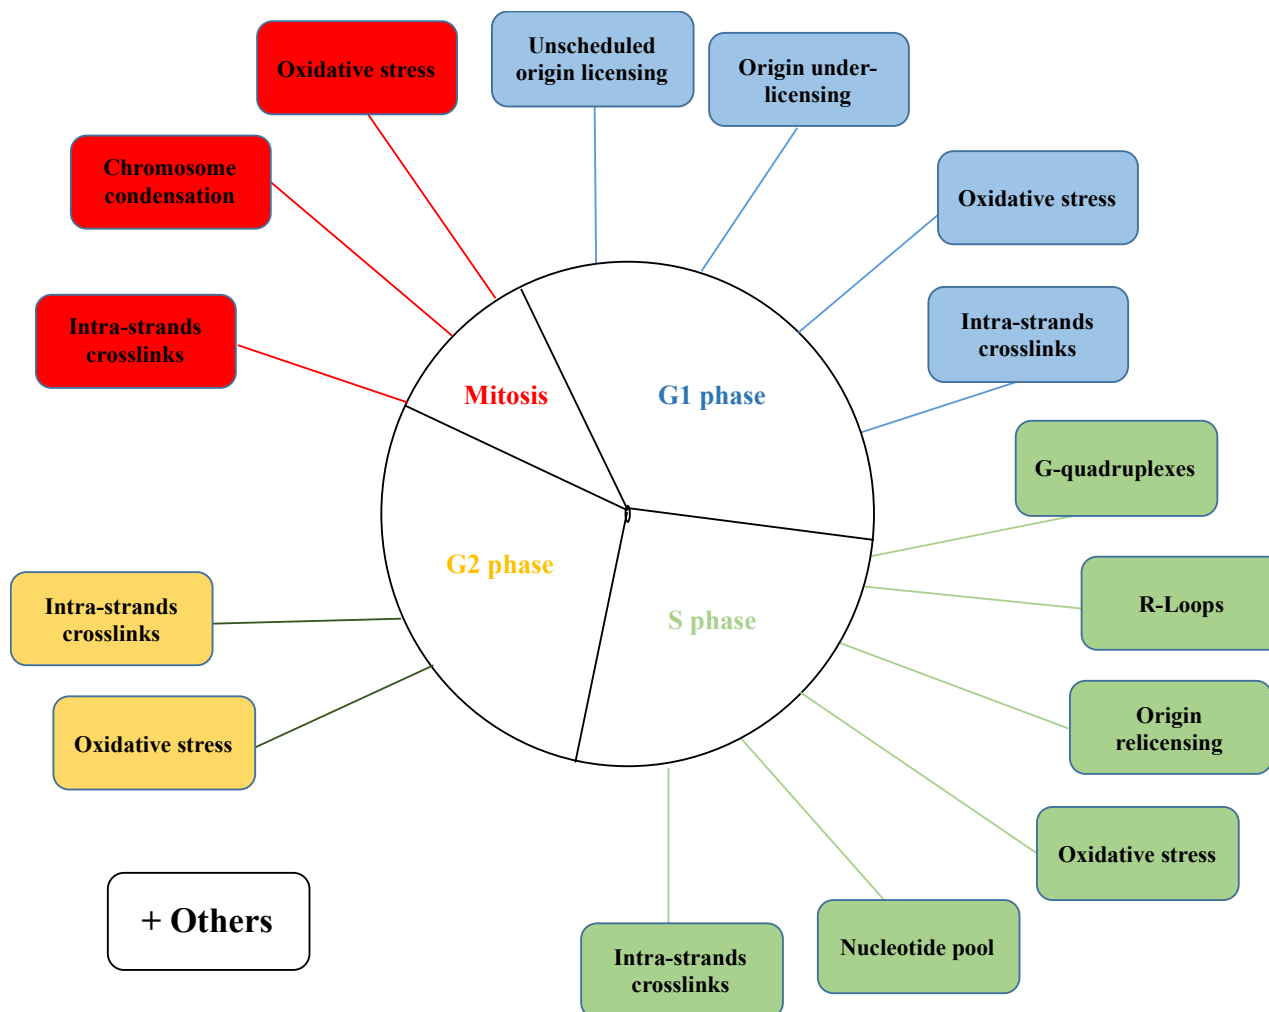 Oxidative stress
Unscheduled
origin licensing
Origin under-
licensing
Chromosome
condensation
Oxidative stress
Intra-strands
crosslinks
Intra-strands
crosslinks
Mitosis
G1 phase
G-quadruplexes
G2 phase
S phase
R-Loops
Intra-strands
crosslinks
Oxidative stress
Origin
relicensing
Oxidative stress
+ Others
Nucleotide pool
Intra-strands
crosslinks